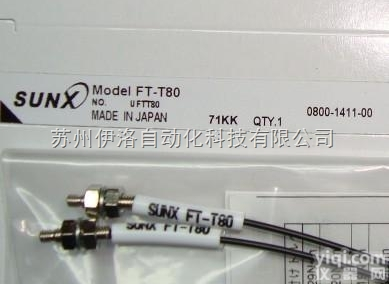 SUNX
Model FT-T80
NO. UFTT80
MADE IN JAPAN
71KK QTY.1
0800-1411-00
苏州伊洛自动化科技有限公司
SUNX FT-T80
SUNX FT-T80
yiqi.com